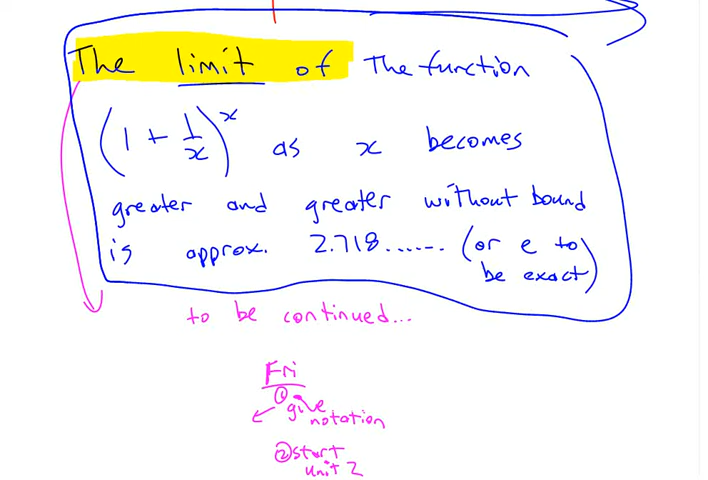 The limit of the function
(1 + 1/x)^x as x becomes
greater and greater without bound
is approx. 2.718...... (or e to
be exact)
to be continued...
Fri
① give
notation
② start
unit 2